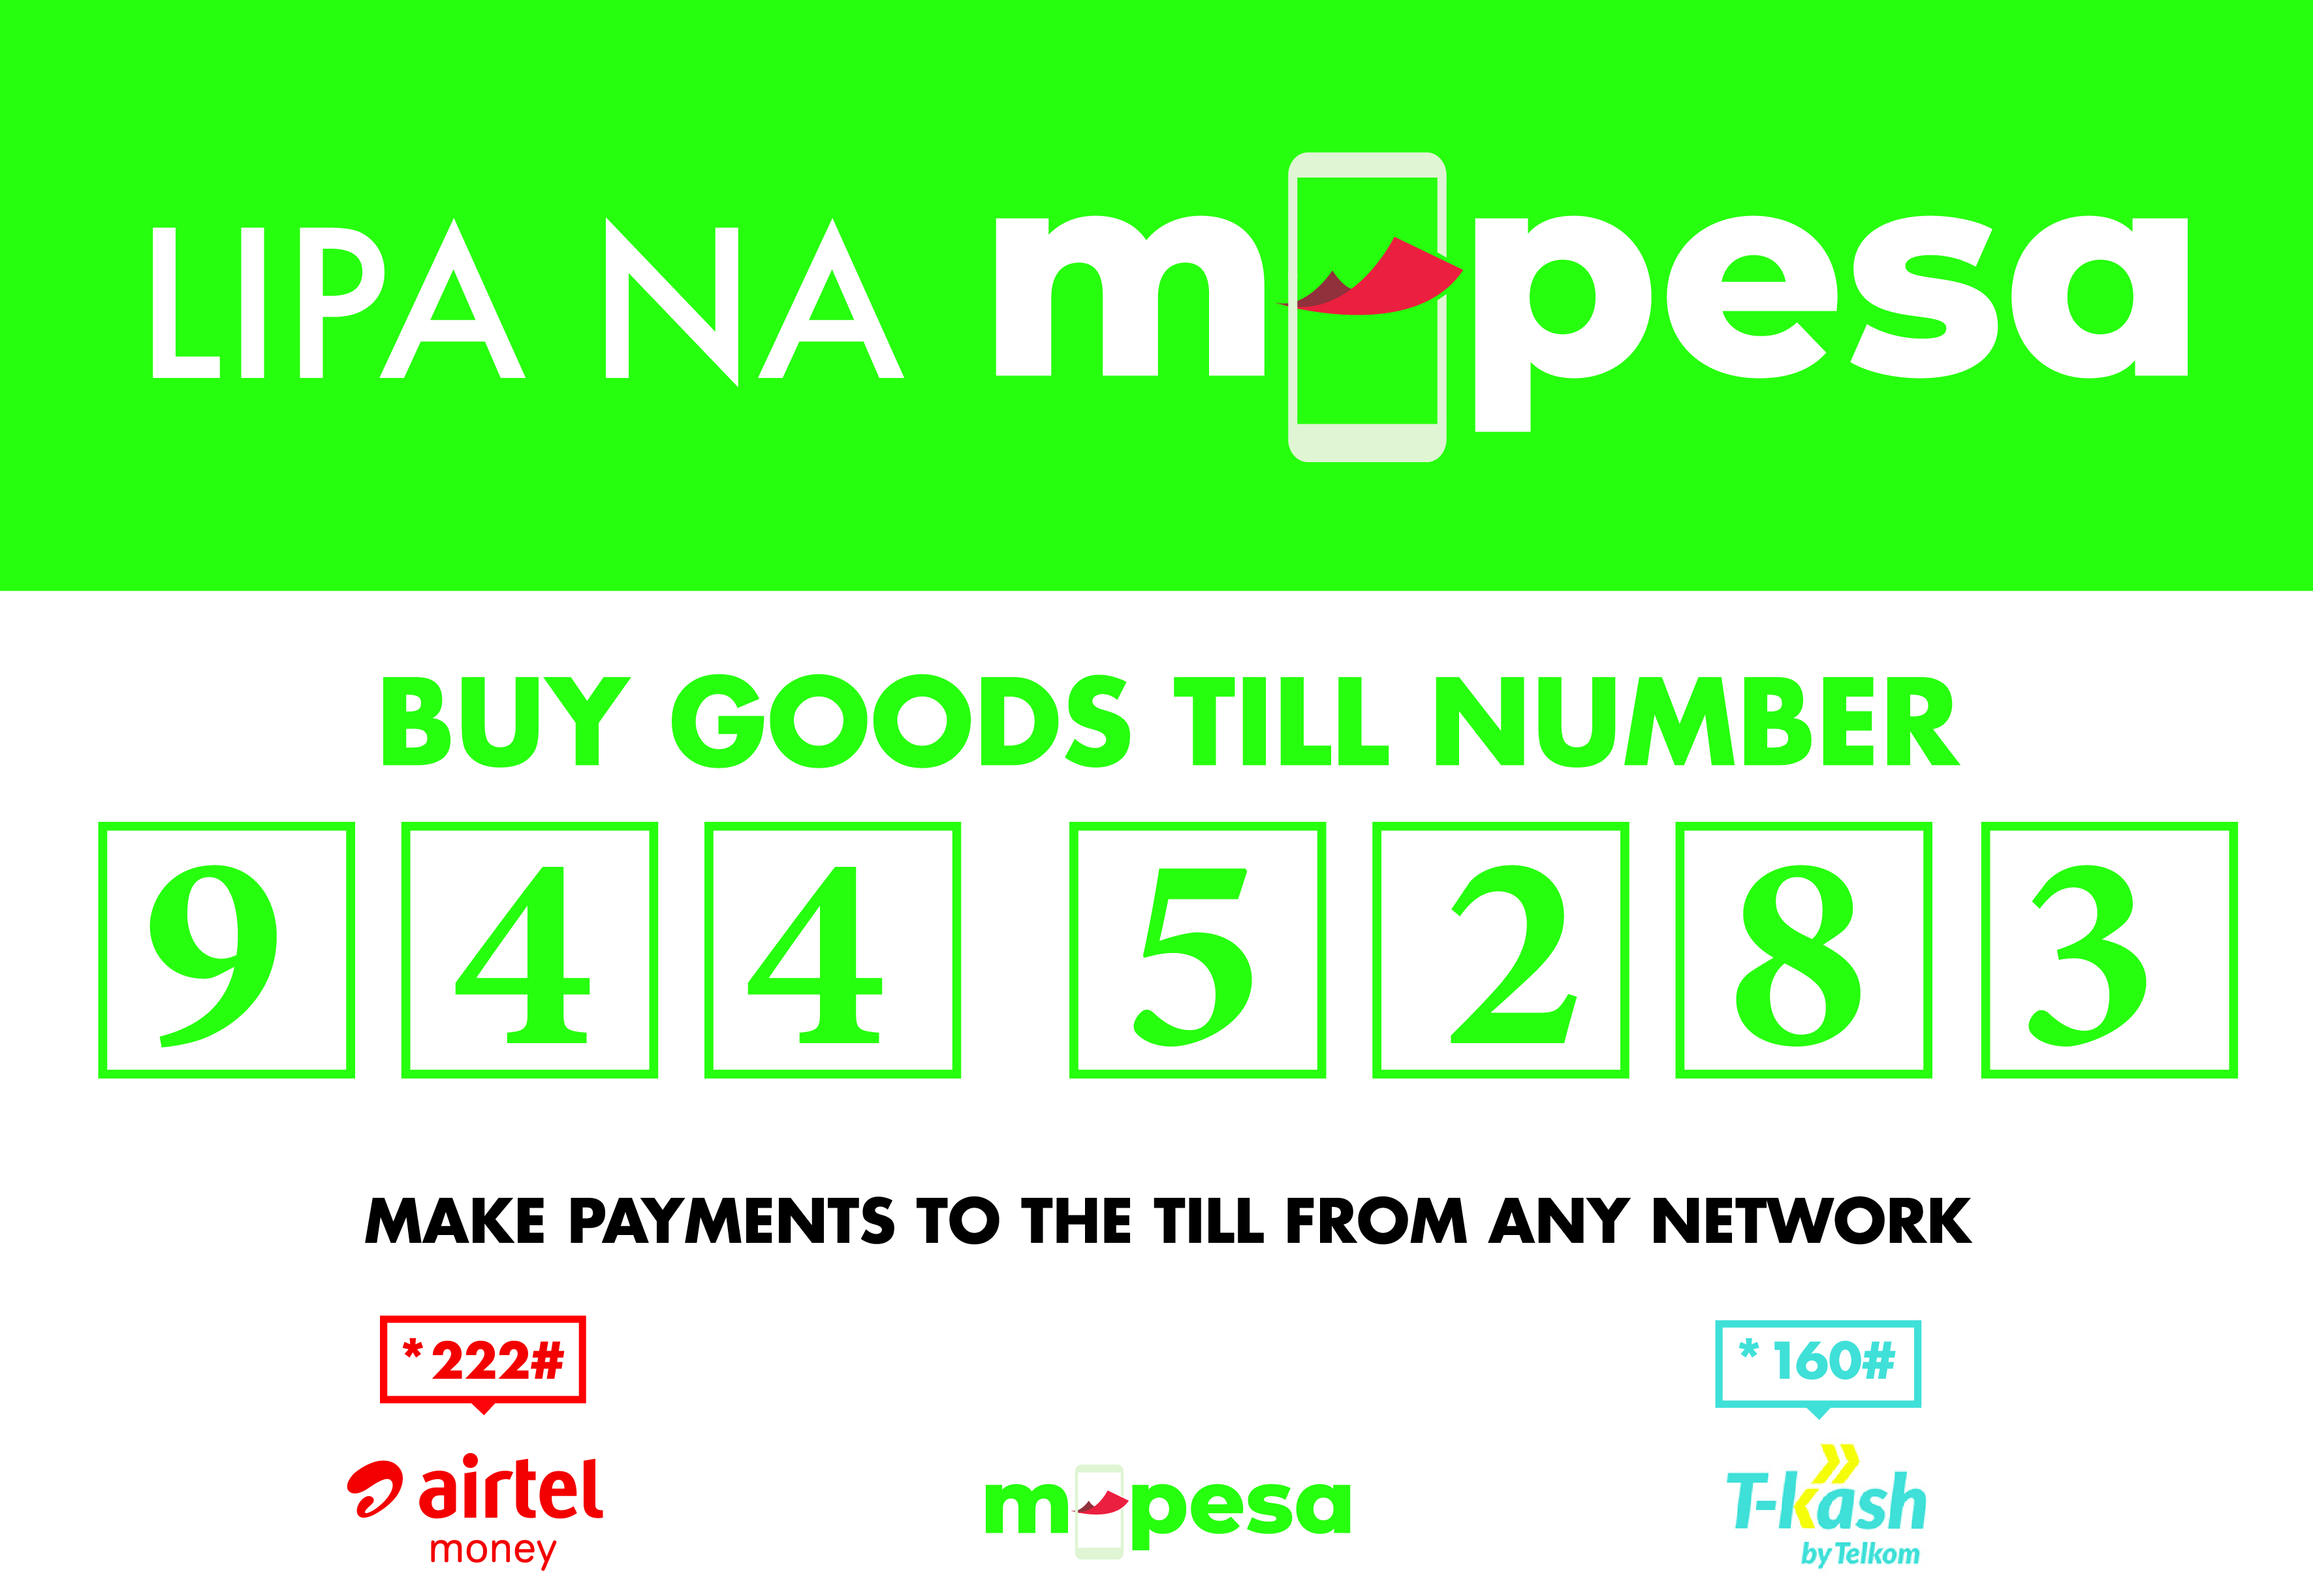 LIPA NA m-pesa
BUY GOODS TILL NUMBER
9 4 4 5 2 8 3
MAKE PAYMENTS TO THE TILL FROM ANY NETWORK
*222# * 160#
airtel m-pesa T-kash
money by Telkom